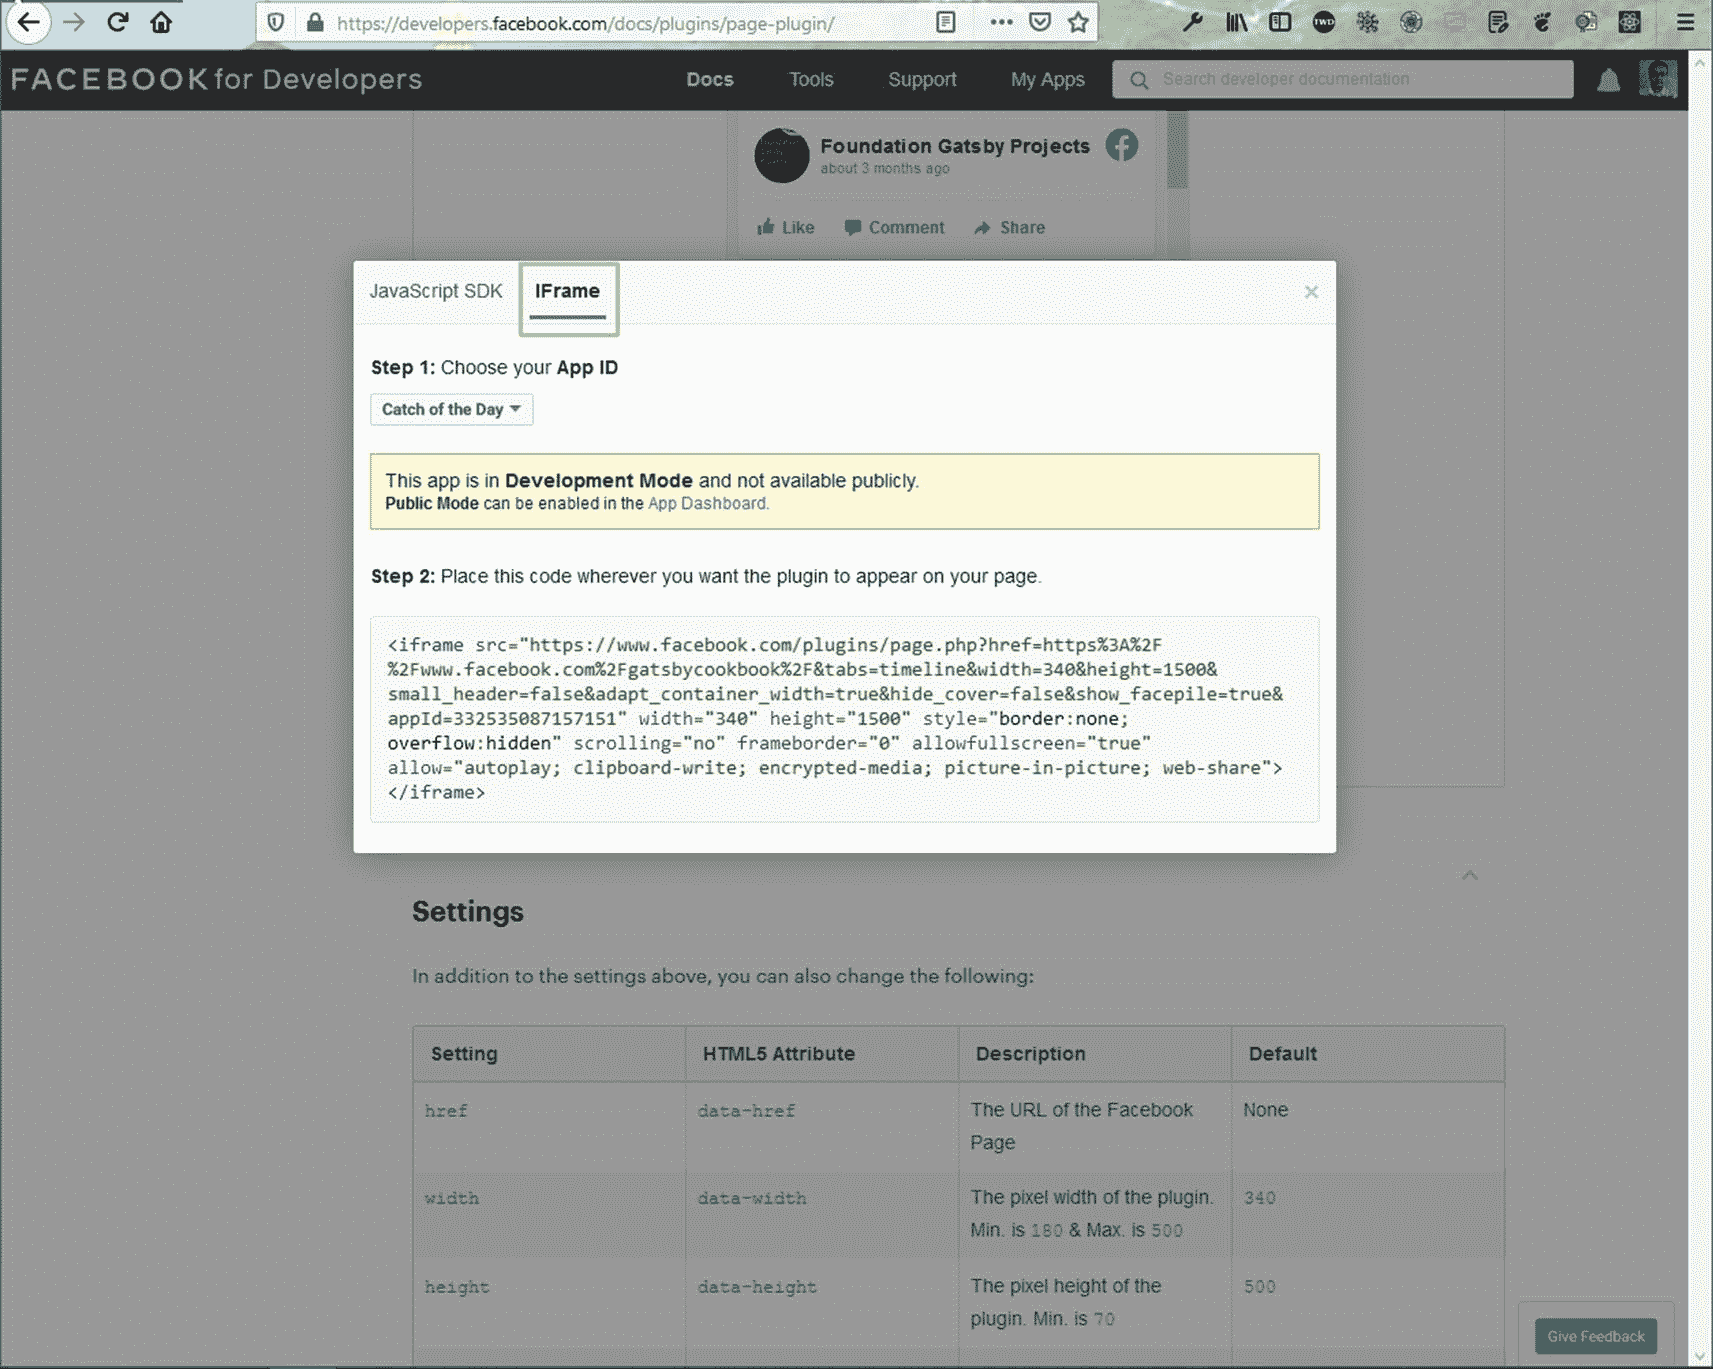 https://developers.facebook.com/docs/plugins/page-plugin/
TWD
FACEBOOK for Developers
Docs
Tools
Support
My Apps
Search developer documentation
Foundation Gatsby Projects
about 3 months ago
Like
Comment
Share
JavaScript SDK
IFrame
×
Step 1: Choose your App ID
Catch of the Day
This app is in Development Mode and not available publicly.
Public Mode can be enabled in the App Dashboard.
Step 2: Place this code wherever you want the plugin to appear on your page.
<iframe src="https://www.facebook.com/plugins/page.php?href=https%3A%2F
%2Fwww.facebook.com%2Fgatsbycookbook%2F&tabs=timeline&width=340&height=1500&
small_header=false&adapt_container_width=true&hide_cover=false&show_facepile=true&
appId=332535087157151" width="340" height="1500" style="border:none;
overflow:hidden" scrolling="no" frameborder="0" allowfullscreen="true"
allow="autoplay; clipboard-write; encrypted-media; picture-in-picture; web-share">
</iframe>
Settings
In addition to the settings above, you can also change the following:
Setting
HTML5 Attribute
Description
Default
href
data-href
The URL of the Facebook
Page
None
width
data-width
The pixel width of the plugin.
Min. is 180 & Max. is 500
340
height
data-height
The pixel height of the
plugin. Min. is 70
500
Give Feedback